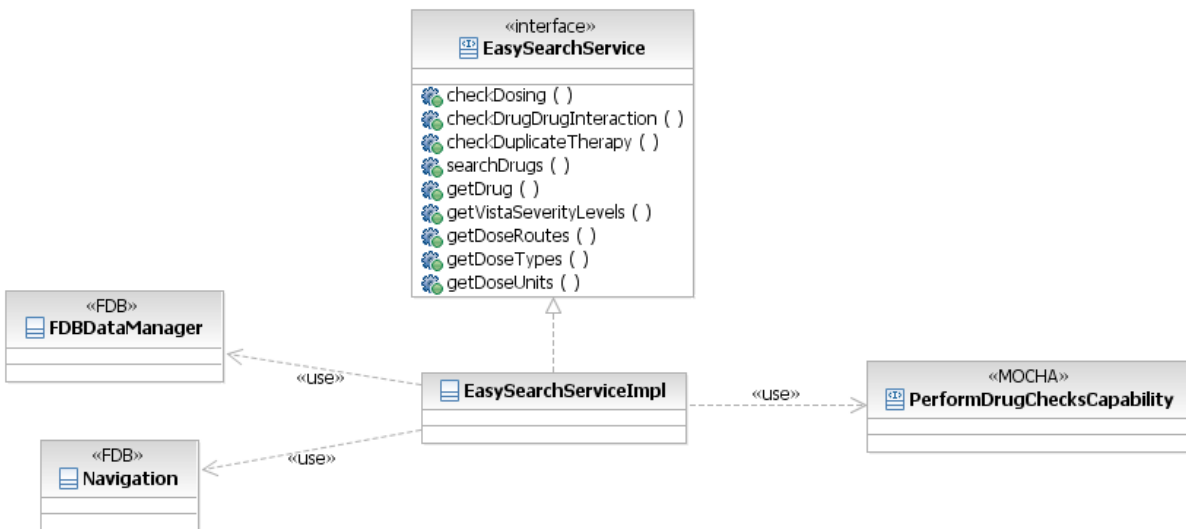 «interface»
EasySearchService
checkDosing ( )
checkDrugDrugInteraction ( )
checkDuplicateTherapy ( )
searchDrugs ( )
getDrug ( )
getVistaSeverityLevels ( )
getDoseRoutes ( )
getDoseTypes ( )
getDoseUnits ( )
«FDB»
FDBDataManager
«use»
EasySearchServiceImpl
«use»
«MOCHA»
PerformDrugChecksCapability
«FDB»
Navigation
«use»